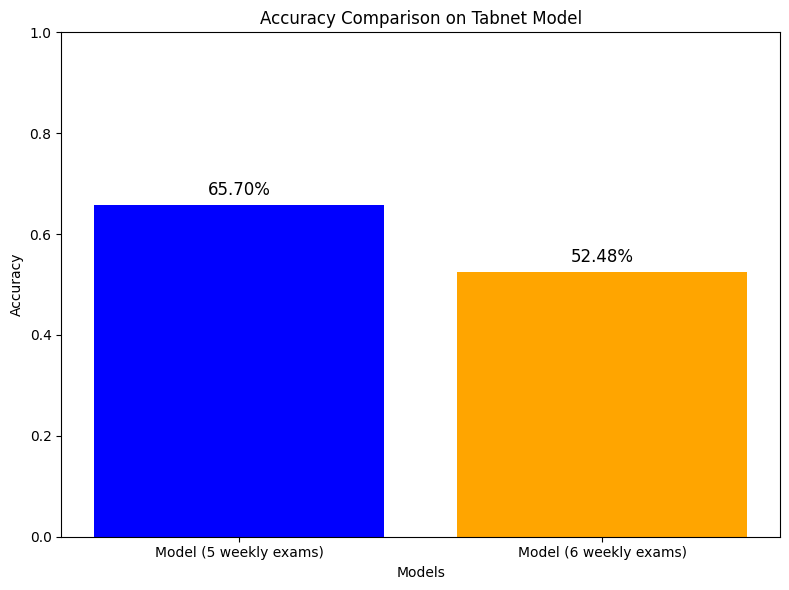 Accuracy Comparison on Tabnet Model
1.0
0.8
0.6
0.4
0.2
0.0
Accuracy
65.70%
52.48%
Model (5 weekly exams)
Model (6 weekly exams)
Models